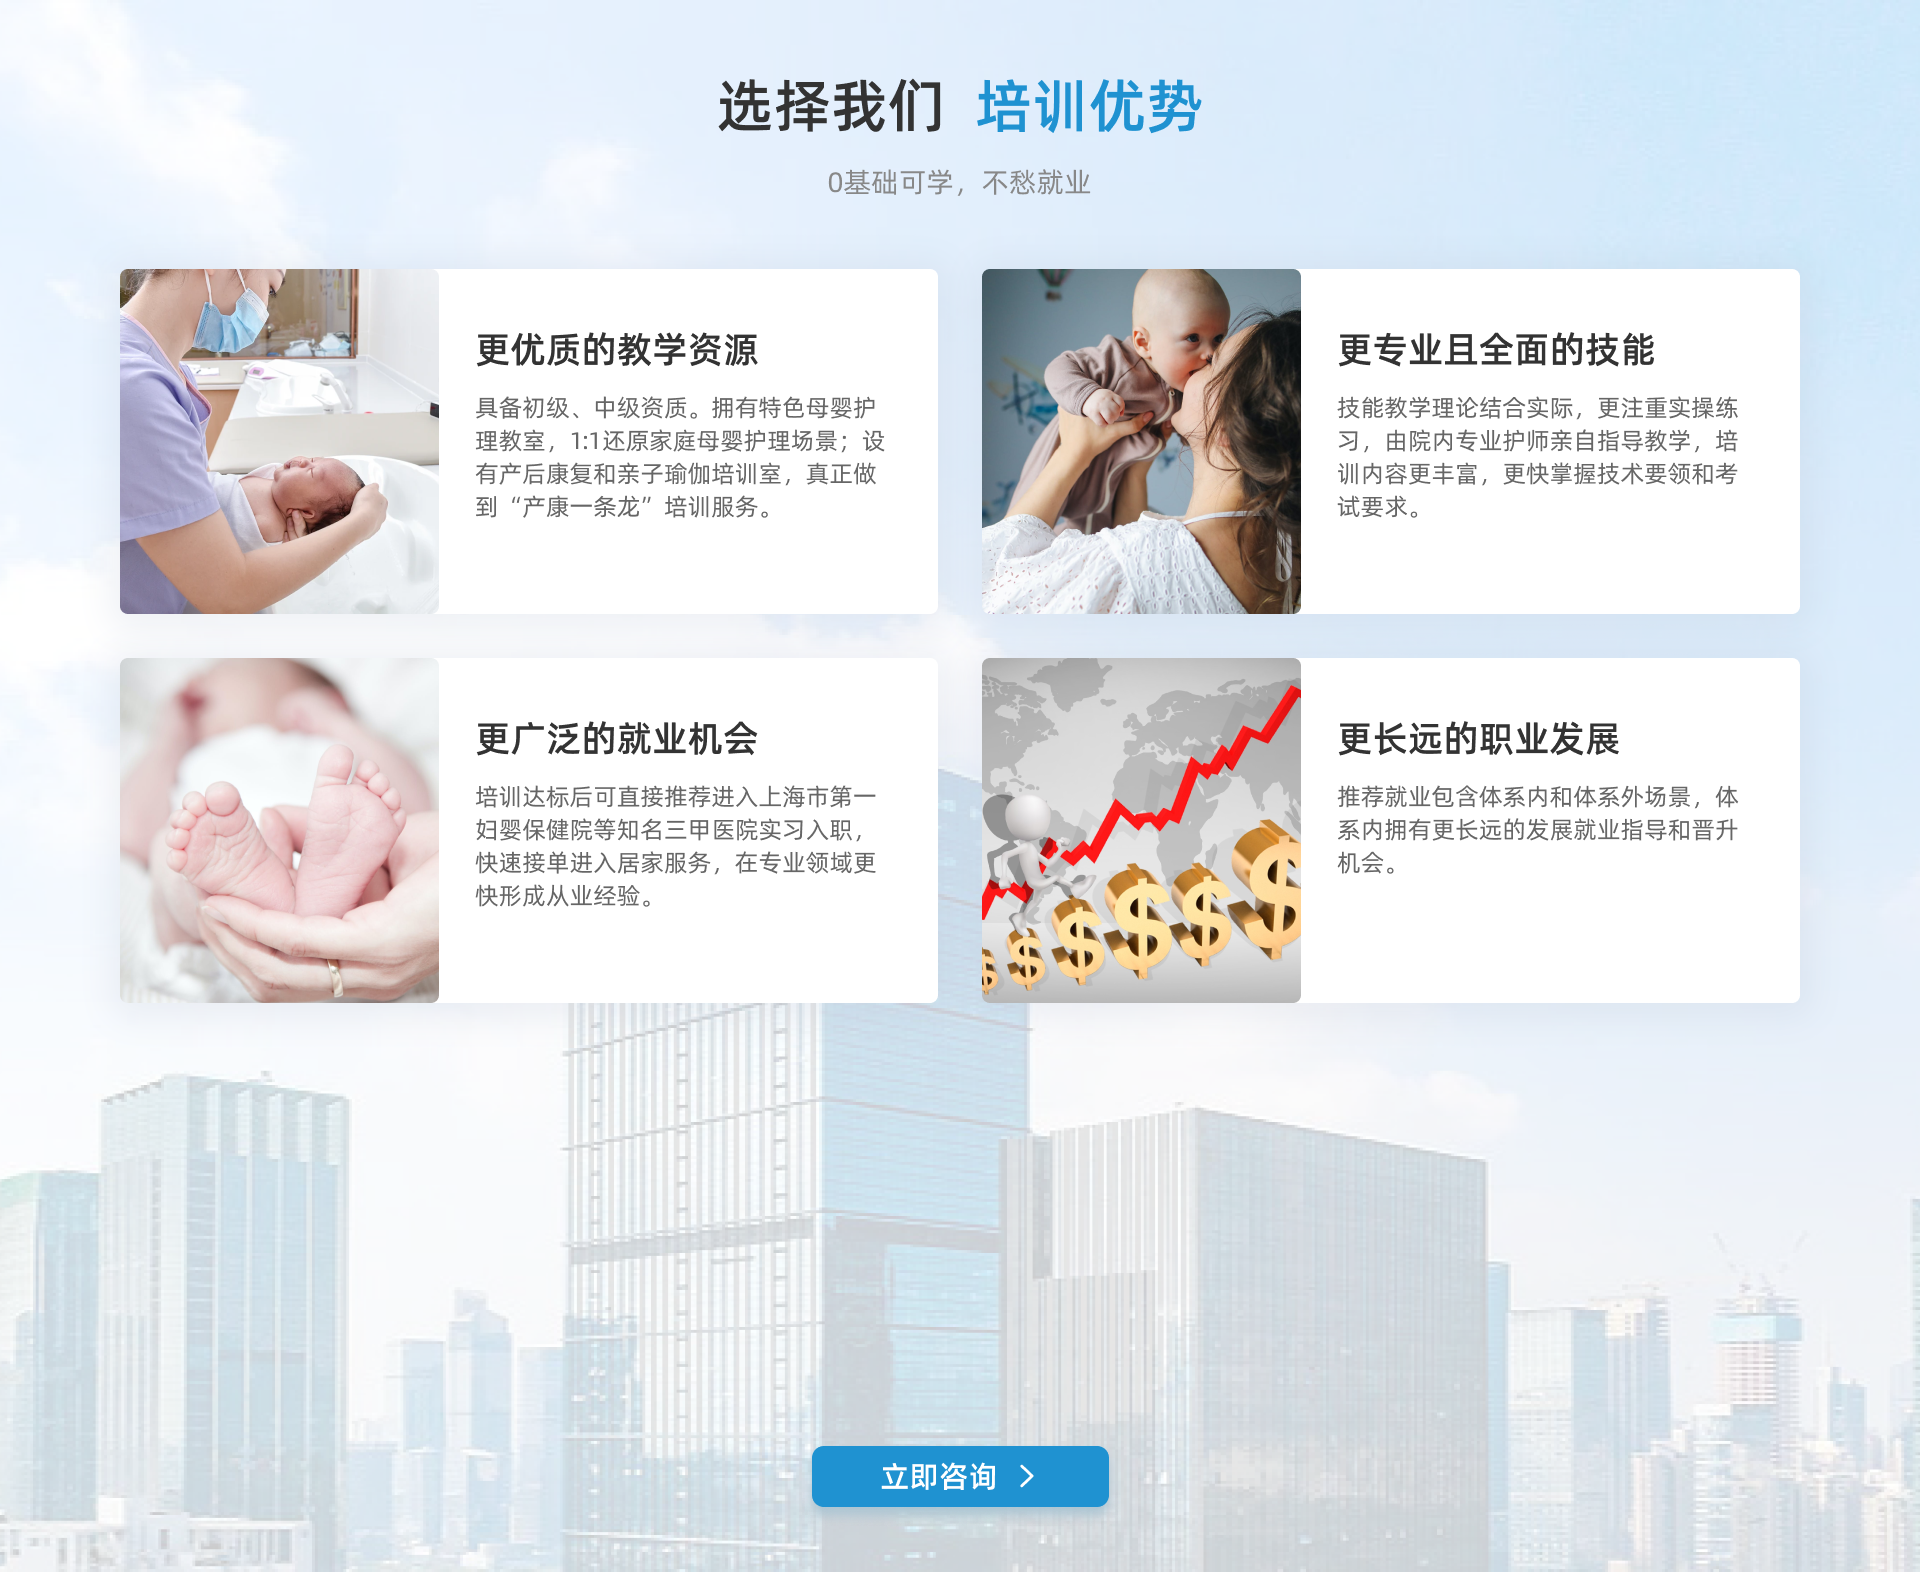 选择我们 培训优势
0基础可学，不愁就业
更优质的教学资源
具备初级、中级资质。拥有特色母婴护
理教室，1:1还原家庭母婴护理场景；设
有产后康复和亲子瑜伽培训室，真正做
到“产康一条龙”培训服务。
更专业且全面的技能
技能教学理论结合实际，更注重实操练
习，由院内专业护师亲自指导教学，培
训内容更丰富，更快掌握技术要领和考
试要求。
更广泛的就业机会
培训达标后可直接推荐进入上海市第一
妇婴保健院等知名三甲医院实习入职，
快速接单进入居家服务，在专业领域更
快形成从业经验。
更长远的职业发展
推荐就业包含体系内和体系外场景，体
系内拥有更长远的发展就业指导和晋升
机会。
立即咨询